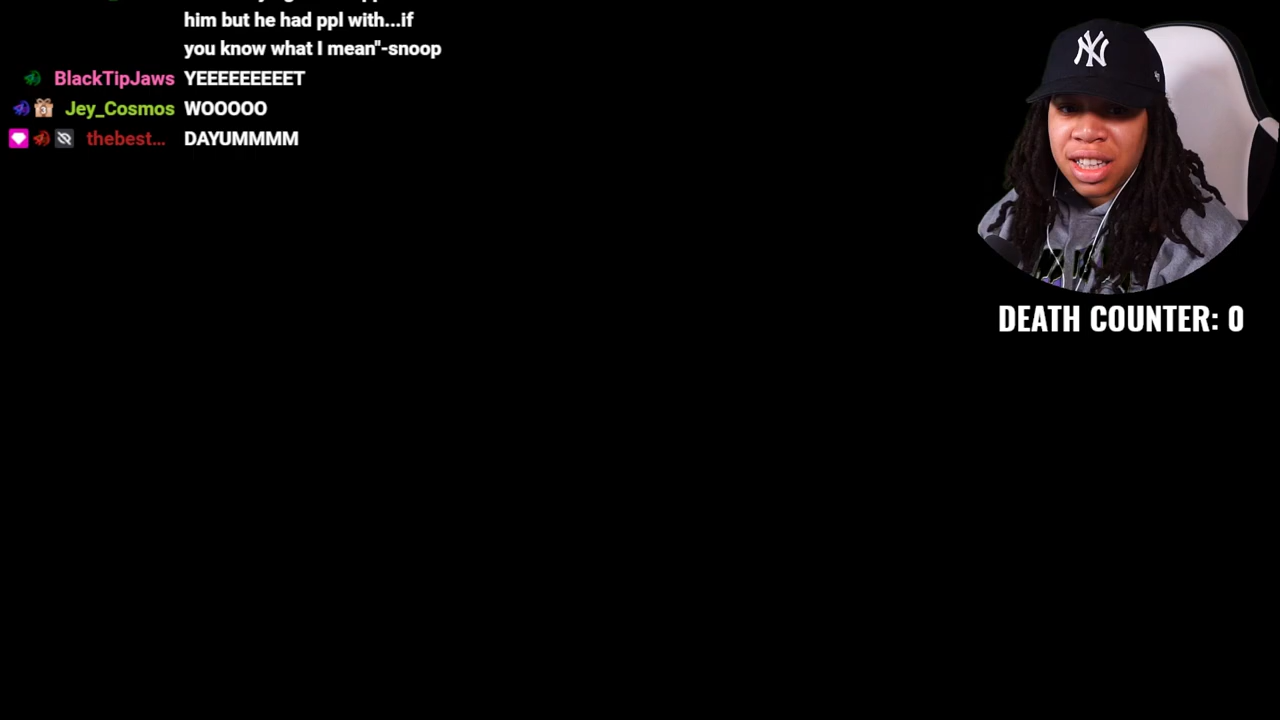 him but he had ppl with...if
you know what I mean"-snoop
BlackTipJaws YEEEEEEEEET
Jey_Cosmos WOOOOO
thebest... DAYUMMMM
NY
DEATH COUNTER: 0